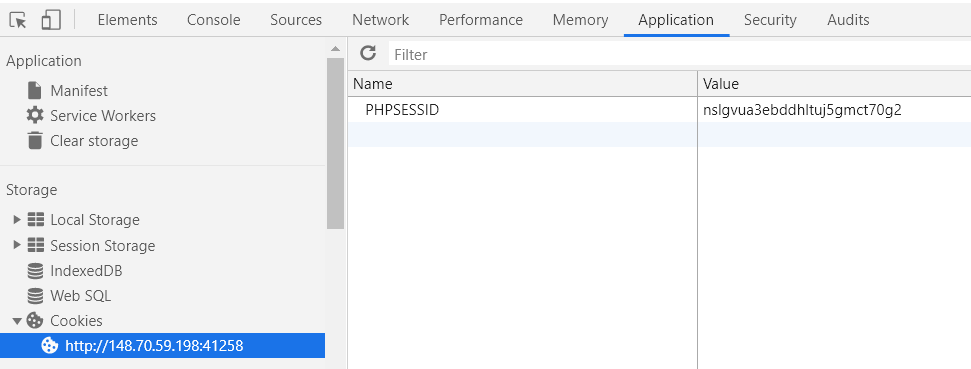 Elements Console Sources Network Performance Memory Application Security Audits
Application
Manifest
Service Workers
Clear storage
Storage
Local Storage
Session Storage
IndexedDB
Web SQL
Cookies
http://148.70.59.198:41258
Filter
Name Value
PHPSESSID nslgvua3ebddhltuj5gmct70g2